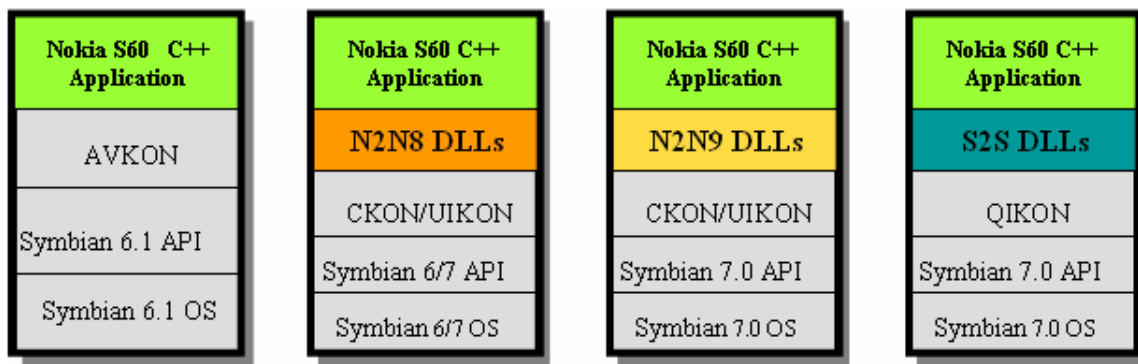 Nokia S60 C++
Application
AVKON
Symbian 6.1 API
Symbian 6.1 OS
Nokia S60 C++
Application
N2N8 DLLs
CKON/UIKON
Symbian 6/7 API
Symbian 6/7 OS
Nokia S60 C++
Application
N2N9 DLLs
CKON/UIKON
Symbian 7.0 API
Symbian 7.0 OS
Nokia S60 C++
Application
S2S DLLs
QIKON
Symbian 7.0 API
Symbian 7.0 OS